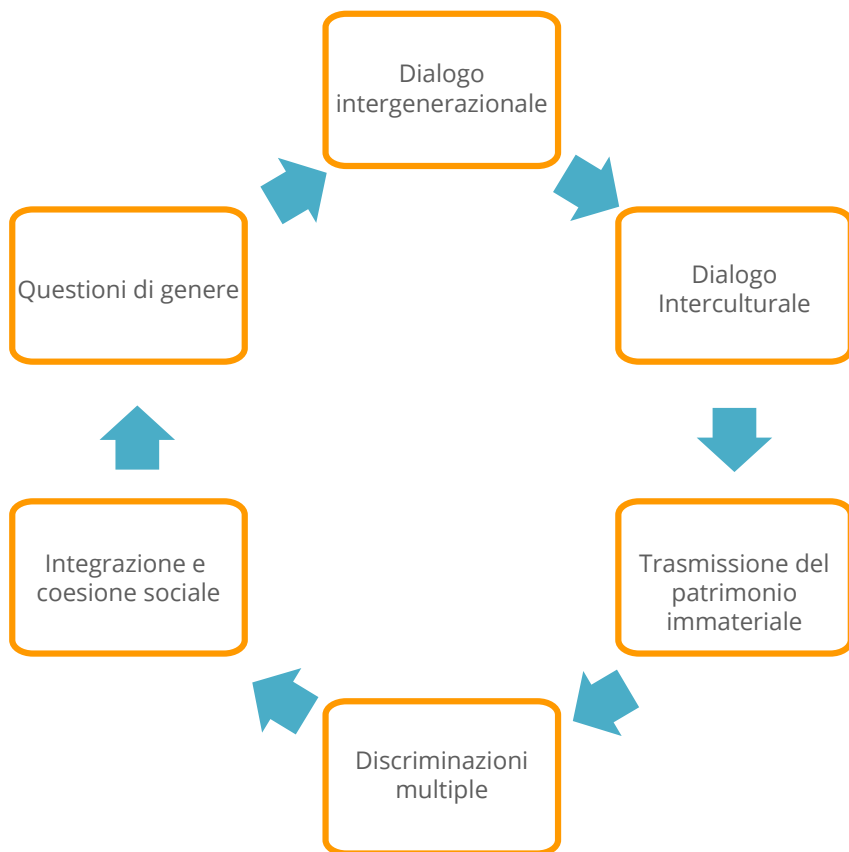 Dialogo
intergenerazionale
Dialogo
Interculturale
Trasmissione del
patrimonio
immateriale
Discriminazioni
multiple
Integrazione e
coesione sociale
Questioni di genere